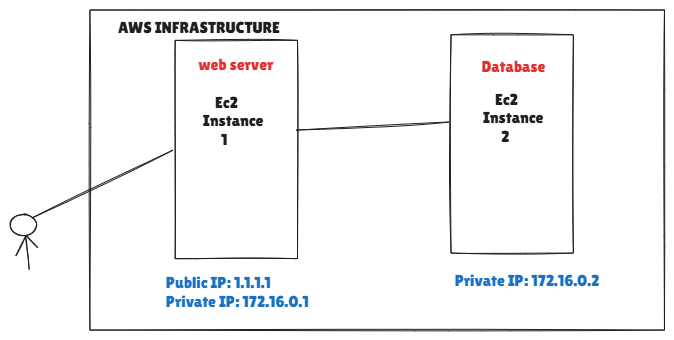 AWS INFRASTRUCTURE
web server
Ec2
Instance
1
Public IP: 1.1.1.1
Private IP: 172.16.0.1
Database
Ec2
Instance
2
Private IP: 172.16.0.2